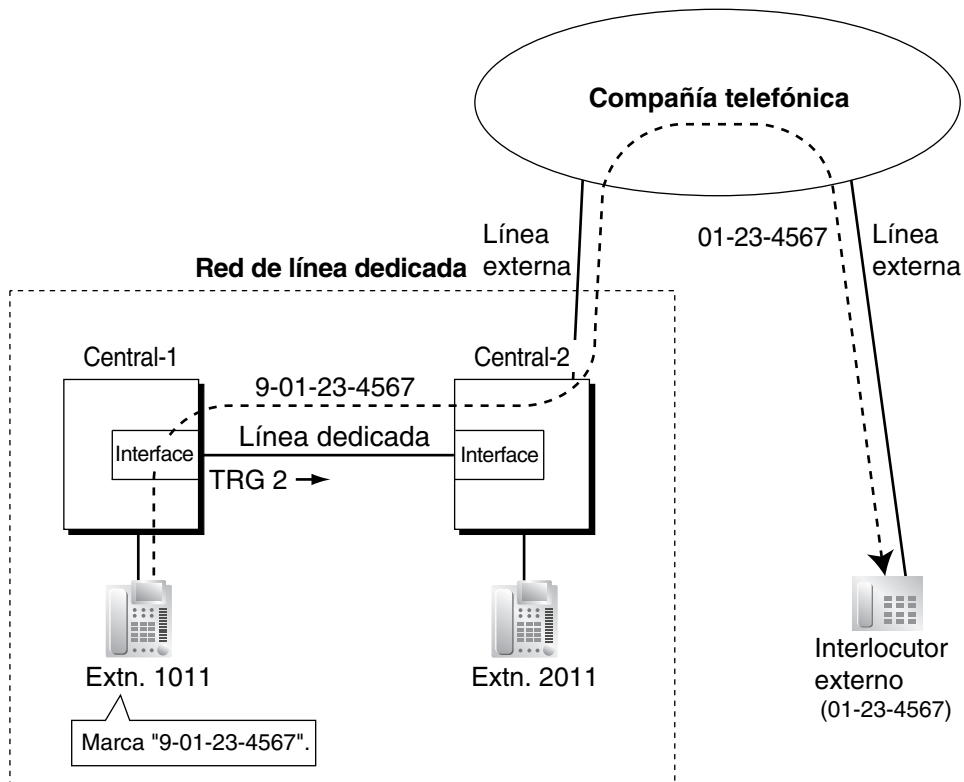 Compañía telefónica
Línea
externa
01-23-4567
Línea
externa
Red de línea dedicada
Central-1
Central-2
9-01-23-4567
Interface
Línea dedicada
Interface
TRG 2
Extn. 1011
Extn. 2011
Interlocutor
externo
(01-23-4567)
Marca "9-01-23-4567".